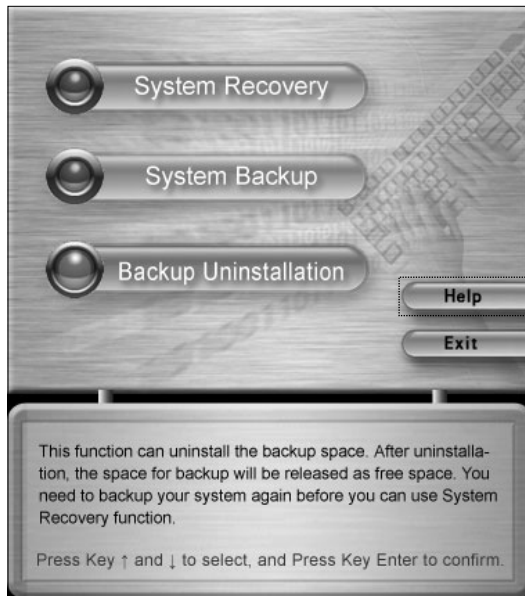 System Recovery
System Backup
Backup Uninstallation
Help
Exit
This function can uninstall the backup space. After uninstalla-
tion, the space for backup will be released as free space. You
need to backup your system again before you can use System
Recovery function.
Press Key ↑ and ↓ to select, and Press Key Enter to confirm.